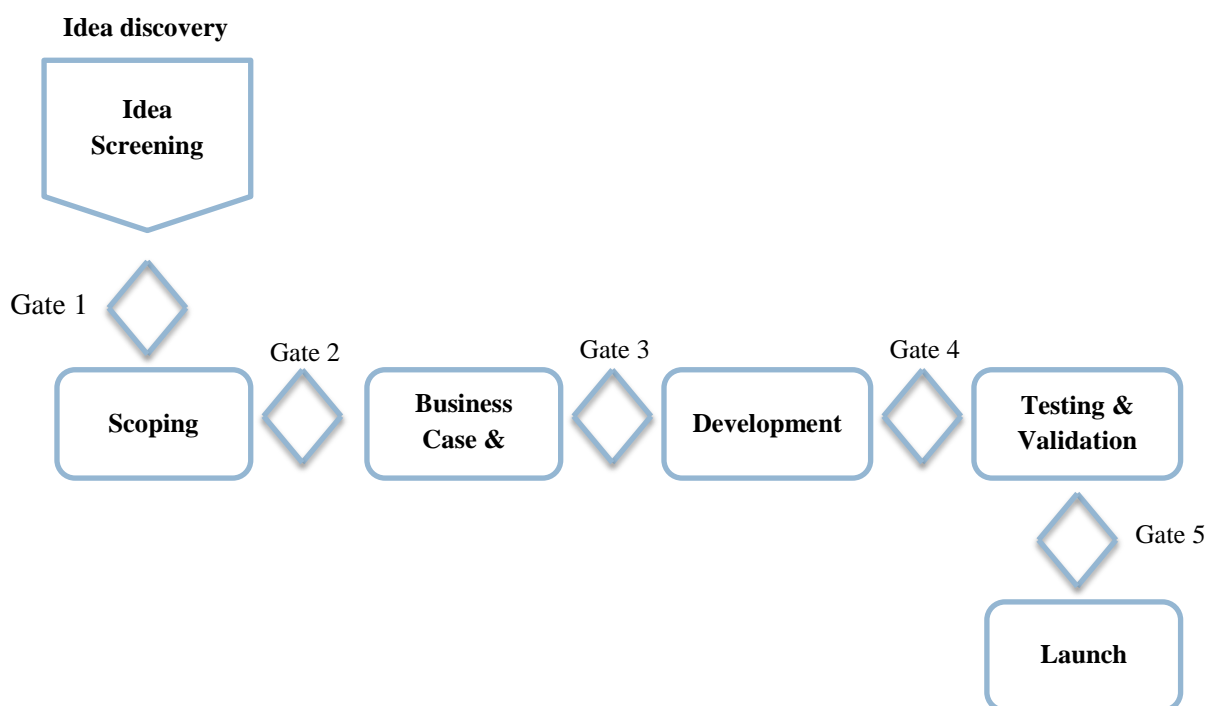 Idea discovery
Idea
Screening
Gate 1
Scoping
Gate 2
Business
Case &
Gate 3
Development
Gate 4
Testing &
Validation
Gate 5
Launch